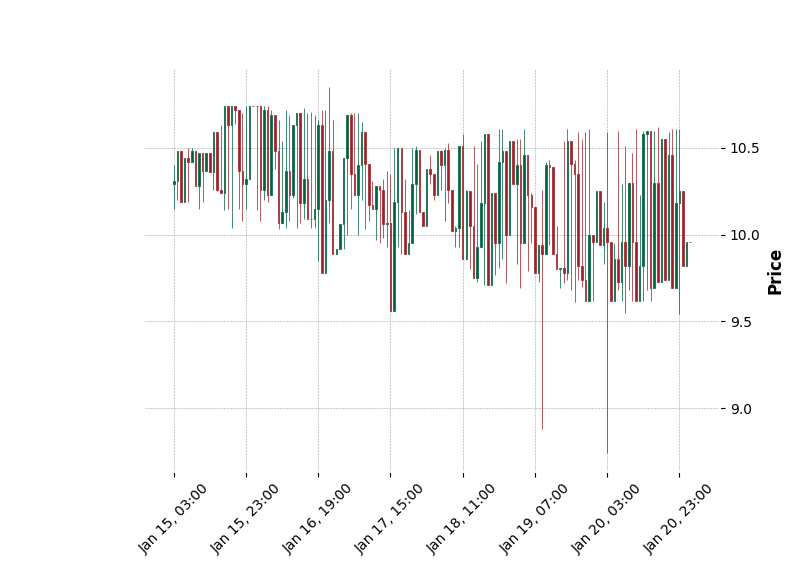 10.5
10.0
9.5
9.0
Price
Jan 15, 03:00
Jan 15, 23:00
Jan 16, 19:00
Jan 17, 15:00
Jan 18, 11:00
Jan 19, 07:00
Jan 20, 03:00
Jan 20, 23:00